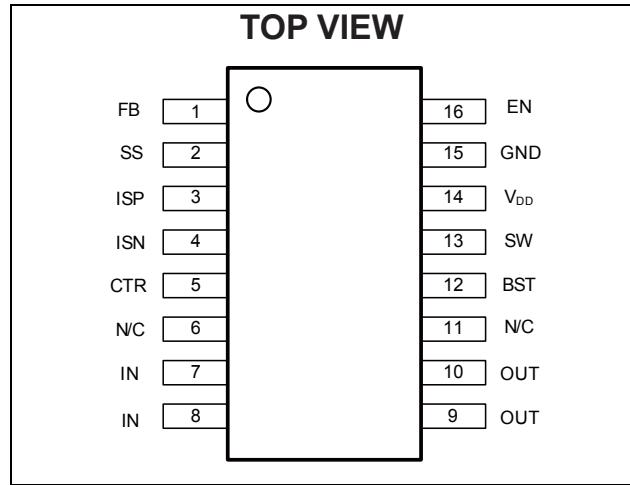 TOP VIEW
FB 1 16 EN
SS 2 15 GND
ISP 3 14 VDD
ISN 4 13 SW
CTR 5 12 BST
N/C 6 11 N/C
IN 7 10 OUT
IN 8 9 OUT